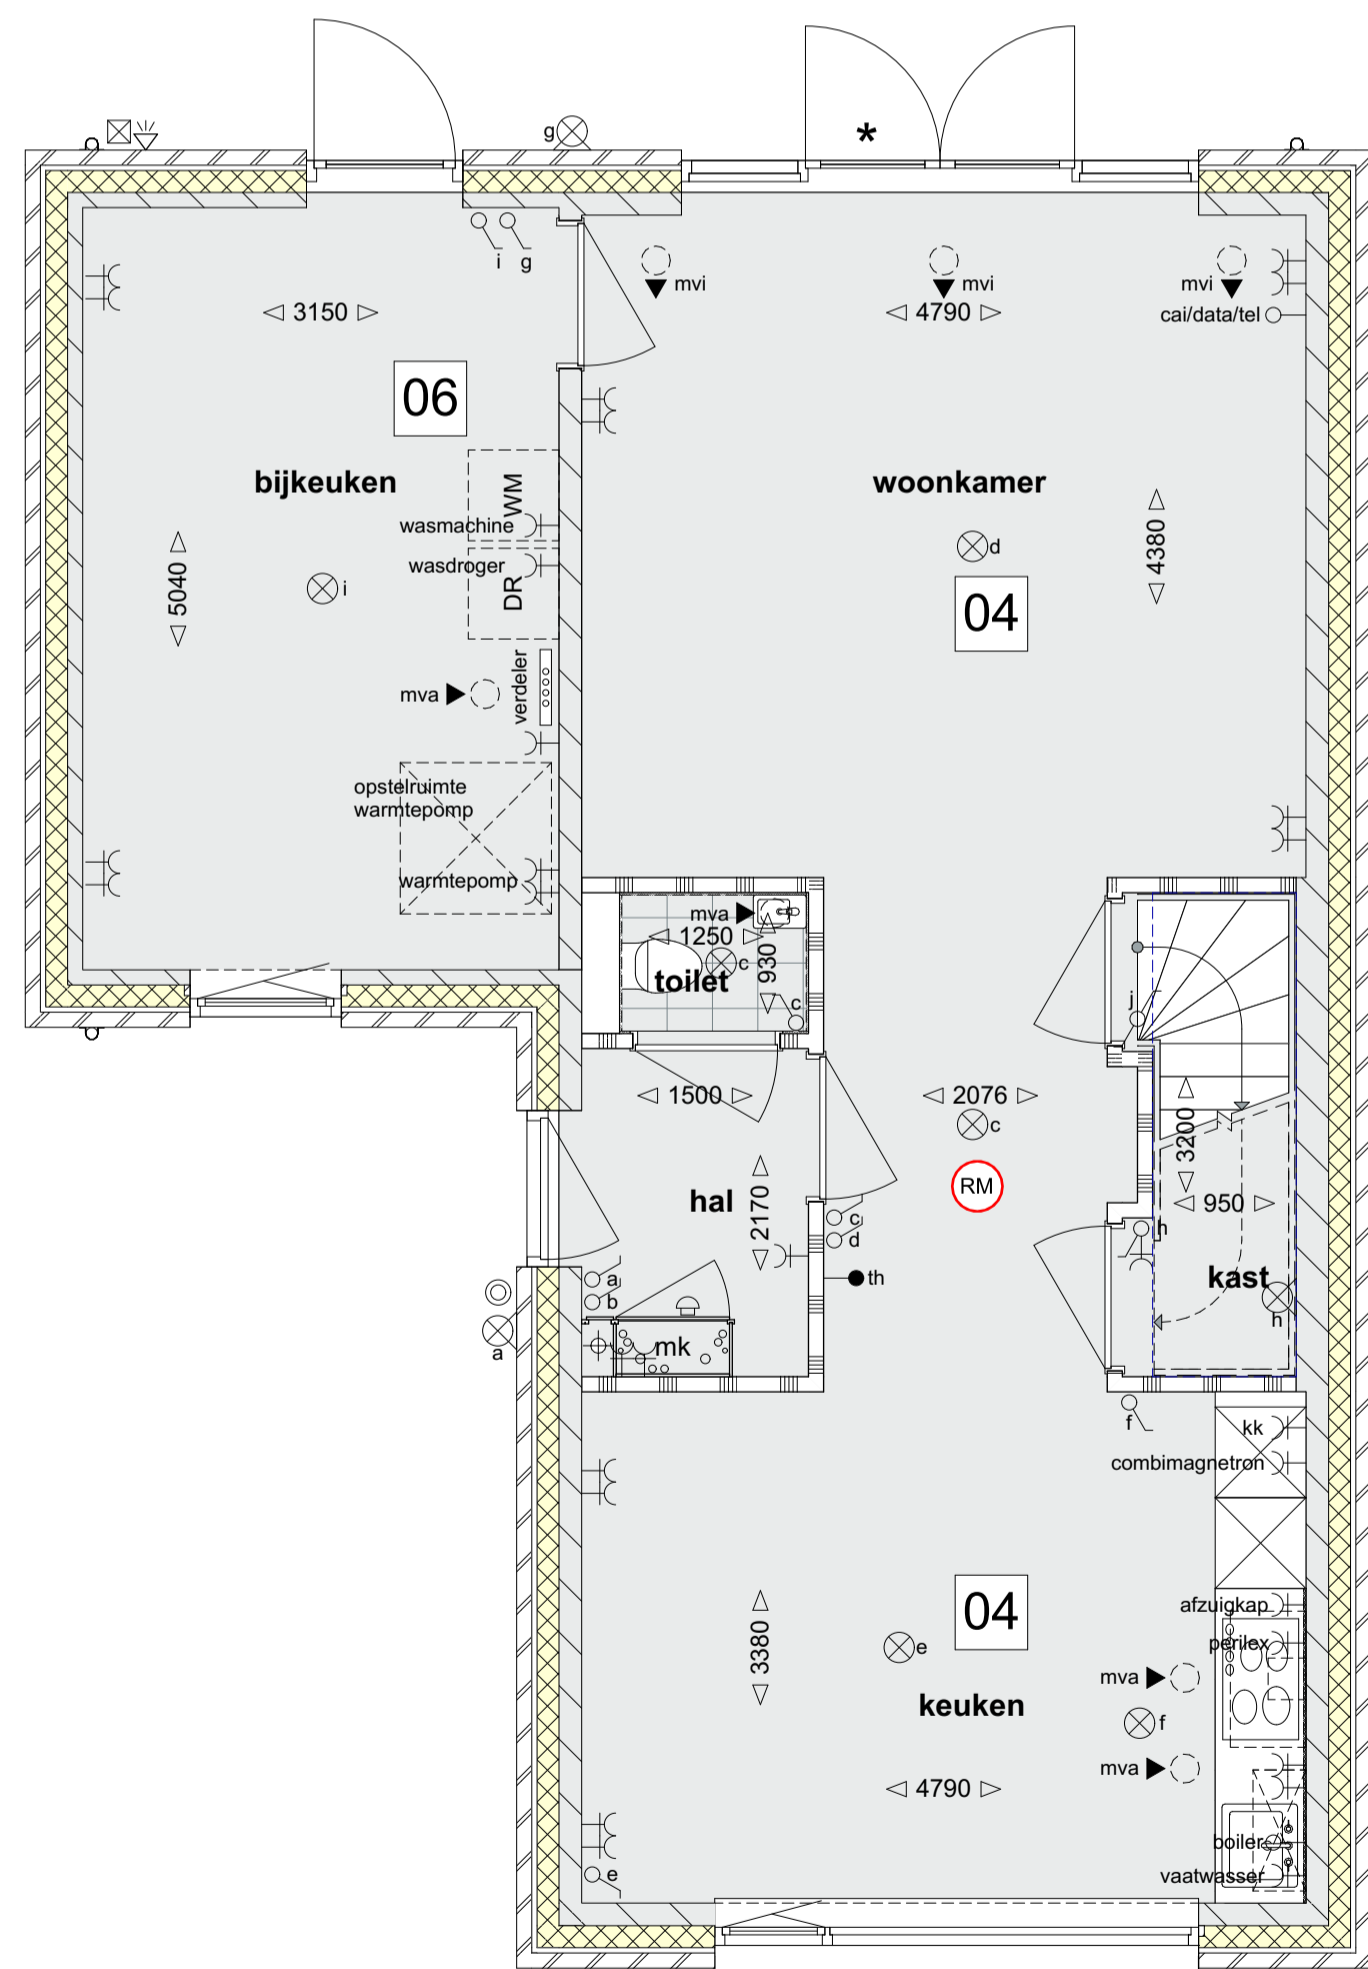 *
g
i
g
mvi
mvi
mvi
3150
4790
cai/data/tel
06
bijkeuken
woonkamer
WM
wasmachine
d
4380
wasdroger
DR
5040
i
04
mva
verdeler
opstelruimte
warmtepomp
warmtepomp
mva
1250
930
c
toilet
c
j
1500
2076
c
3200
RM
hal
2170
950
c
d
h
a
b
th
kast
h
a
mk
f
kk
combimagnetron
04
afzuigkap
perilex
3380
e
mva
keuken
f
mva
4790
boiler
e
vaatwasser